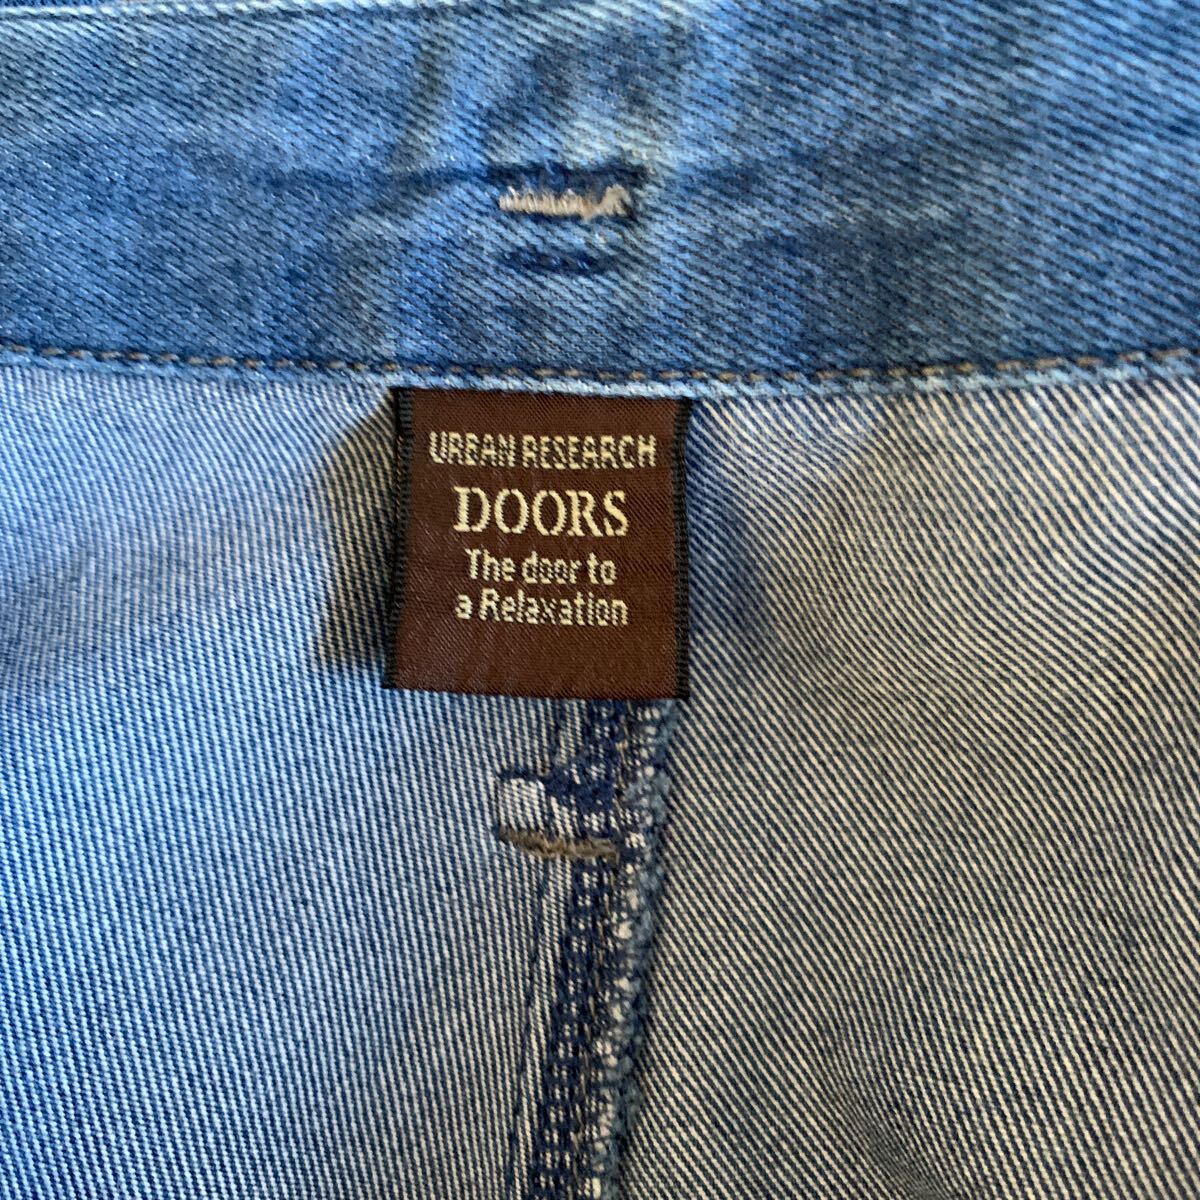 URBAN RESEARCH
DOORS
The door to
a Relaxation